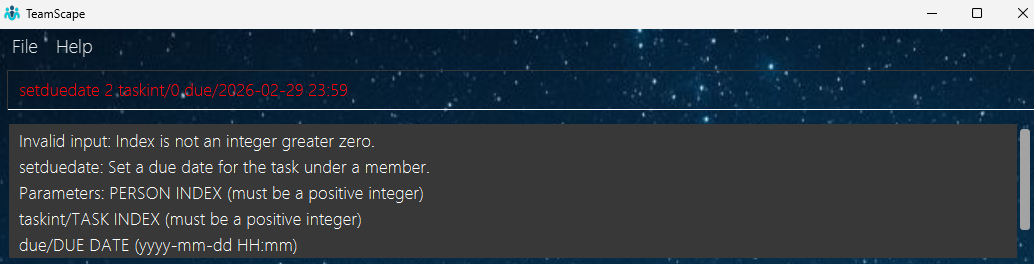 TeamScape
File Help
setduedate 2 taskint/0 due/2026-02-29 23:59
Invalid input: Index is not an integer greater zero.
setduedate: Set a due date for the task under a member.
Parameters: PERSON INDEX (must be a positive integer)
taskint/TASK INDEX (must be a positive integer)
due/DUE DATE (yyyy-mm-dd HH:mm)